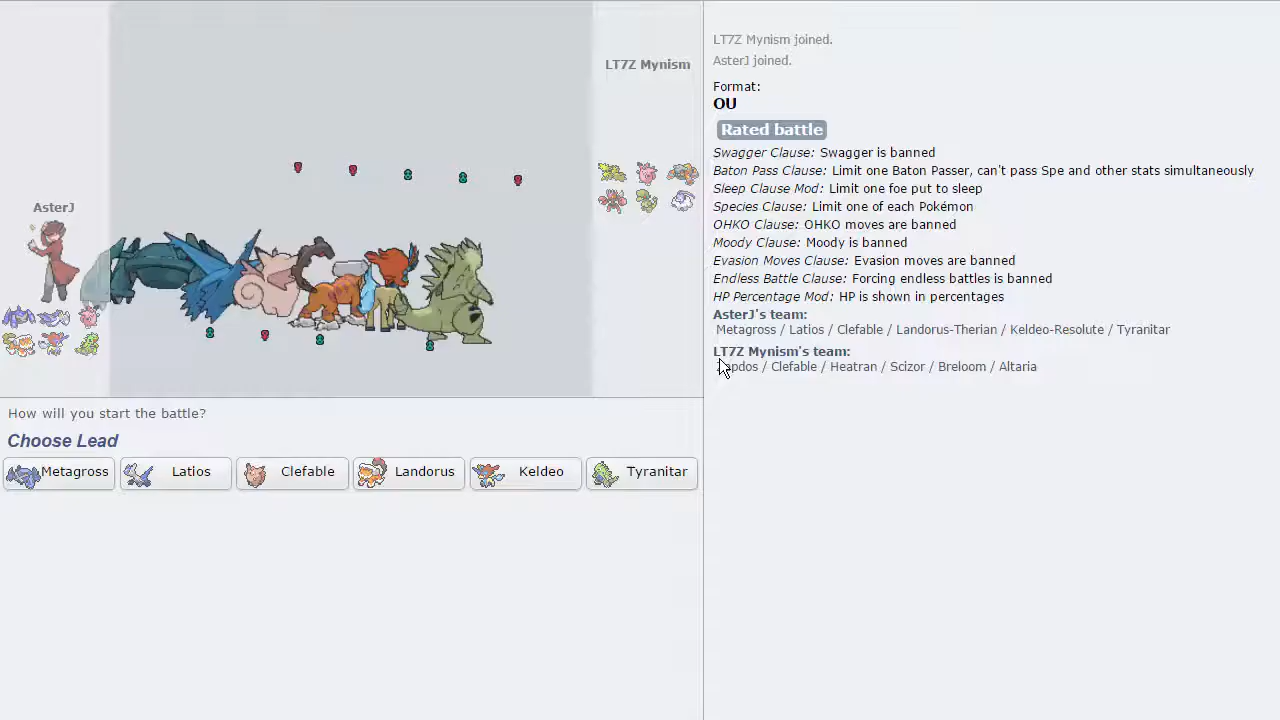 LT7Z Mynism
AsterJ
How will you start the battle?
Choose Lead
Metagross
Latios
Clefable
Landorus
Keldeo
Tyranitar
LT7Z Mynism joined.
AsterJ joined.
Format:
OU
Rated battle
Swagger Clause: Swagger is banned
Baton Pass Clause: Limit one Baton Passer, can't pass Spe and other stats simultaneously
Sleep Clause Mod: Limit one foe put to sleep
Species Clause: Limit one of each Pokémon
OHKO Clause: OHKO moves are banned
Moody Clause: Moody is banned
Evasion Moves Clause: Evasion moves are banned
Endless Battle Clause: Forcing endless battles is banned
HP Percentage Mod: HP is shown in percentages
AsterJ's team:
Metagross / Latios / Clefable / Landorus-Therian / Keldeo-Resolute / Tyranitar
LT7Z Mynism's team:
/ Clefable / Heatran / Scizor / Breloom / Altaria